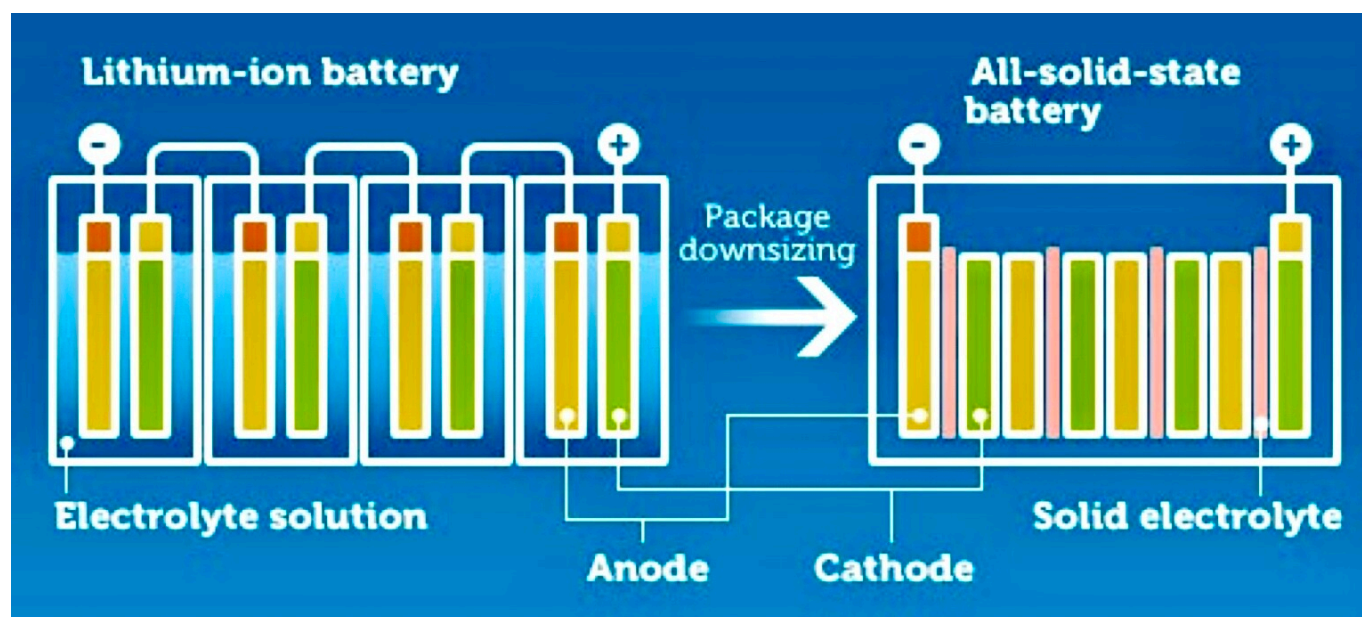 Lithium-ion battery
All-solid-state
battery
-
+
-
+
Package
downsizing
Electrolyte solution
Solid electrolyte
Anode
Cathode